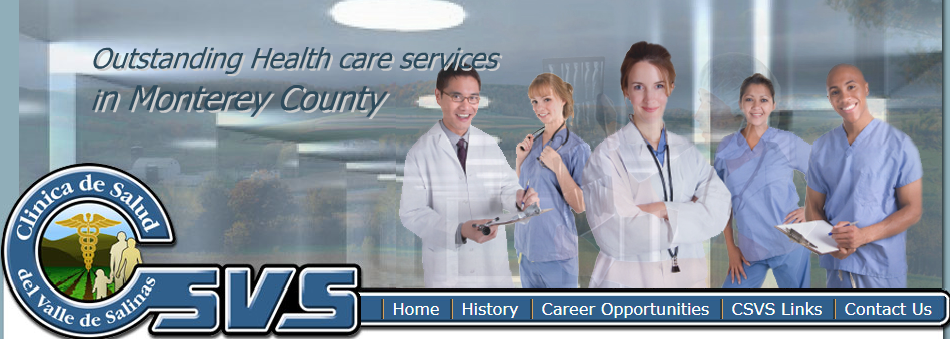 Outstanding Health care services
in Monterey County
Clinica de Salud
del Valle de Salinas
CSVS
Home History Career Opportunities CSVS Links Contact Us